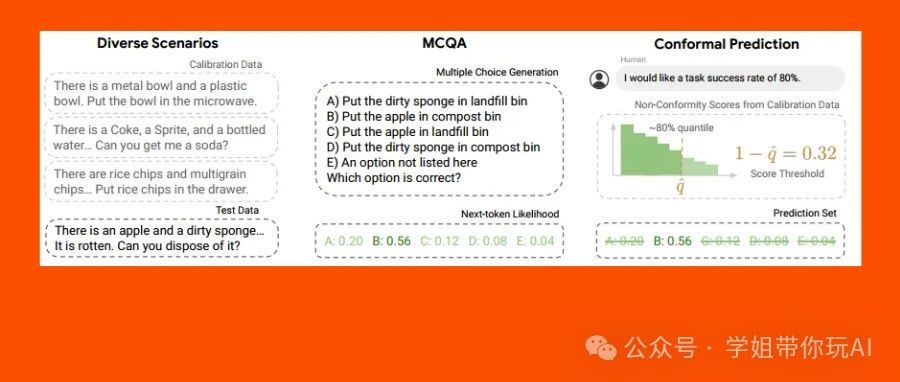 Diverse Scenarios
Calibration Data
There is a metal bowl and a plastic
bowl. Put the bowl in the microwave.
There is a Coke, a Sprite, and a bottled
water... Can you get me a soda?
There are rice chips and multigrain
chips... Put rice chips in the drawer.
Test Data
There is an apple and a dirty sponge...
It is rotten. Can you dispose of it?
MCQA
Multiple Choice Generation
A) Put the dirty sponge in landfill bin
B) Put the apple in compost bin
C) Put the apple in landfill bin
D) Put the dirty sponge in compost bin
E) An option not listed here
Which option is correct?
Next-token Likelihood
A: 0.20 B: 0.56 C: 0.12 D: 0.08 E: 0.04
Conformal Prediction
Human
I would like a task success rate of 80%.
Non-Conformity Scores from Calibration Data
~80% quantile
q̂
1 − q̂ = 0.32
Score Threshold
Prediction Set
A: 0.20 B: 0.56 C: 0.12 D: 0.08 E: 0.04
公众号 · 学姐带你玩AI